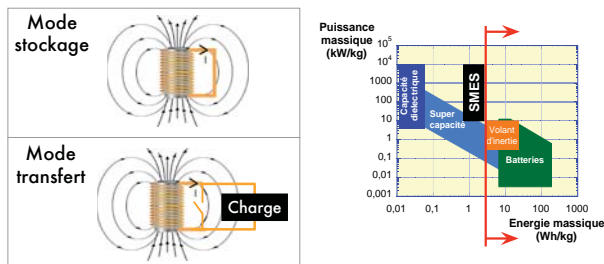 Mode
stockage
I
Mode
transfert
I
Charge
Puissance
massique
(kW/kg)
10⁵
10⁴
1000
100
10
1
0,1
0,01
0,001
Capacité
diélectrique
Super
capacité
SMES
Volant
d'inertie
Batteries
0,01
0,1
1
10
100
1000
Energie massique
(Wh/kg)